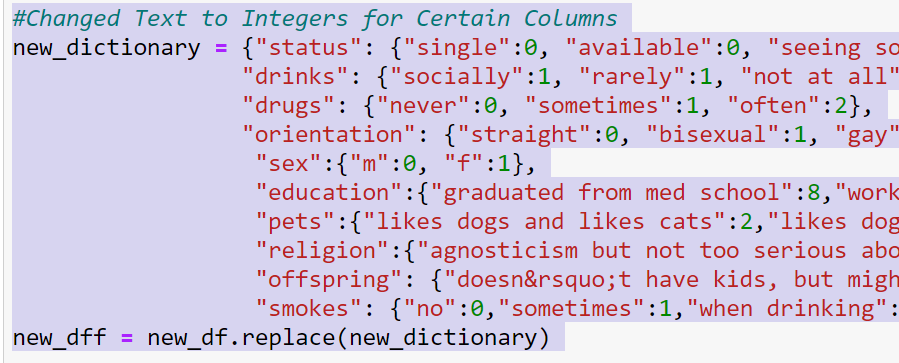 #Changed Text to Integers for Certain Columns
new_dictionary = {"status": {"single":0, "available":0, "seeing so
"drinks": {"socially":1, "rarely":1, "not at all"
"drugs": {"never":0, "sometimes":1, "often":2},
"orientation": {"straight":0, "bisexual":1, "gay"
"sex":{"m":0, "f":1},
"education":{"graduated from med school":8,"work
"pets":{"likes dogs and likes cats":2,"likes dog
"religion":{"agnosticism but not too serious abo
"offspring": {"doesn&rsquo;t have kids, but migh
"smokes": {"no":0,"sometimes":1,"when drinking":
new_dff = new_df.replace(new_dictionary)